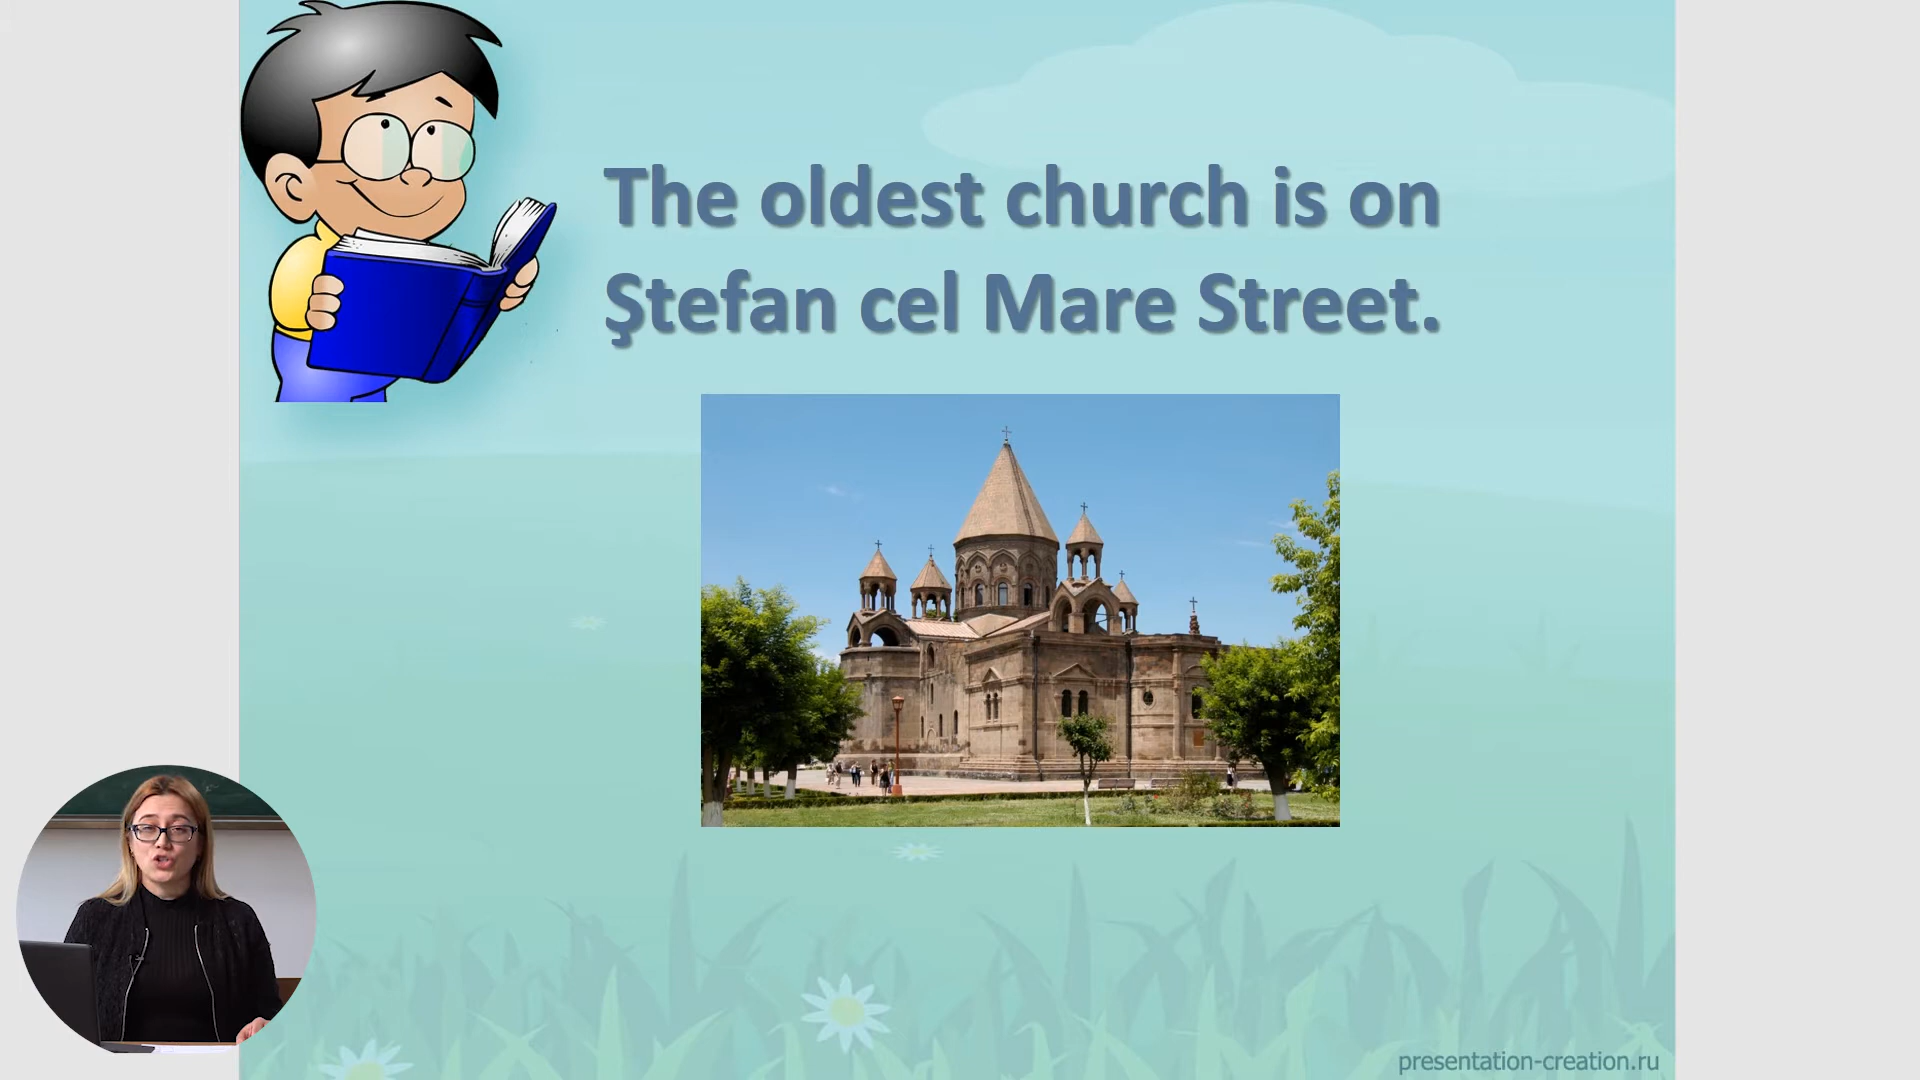 The oldest church is on
Ştefan cel Mare Street.
presentation-creation.ru